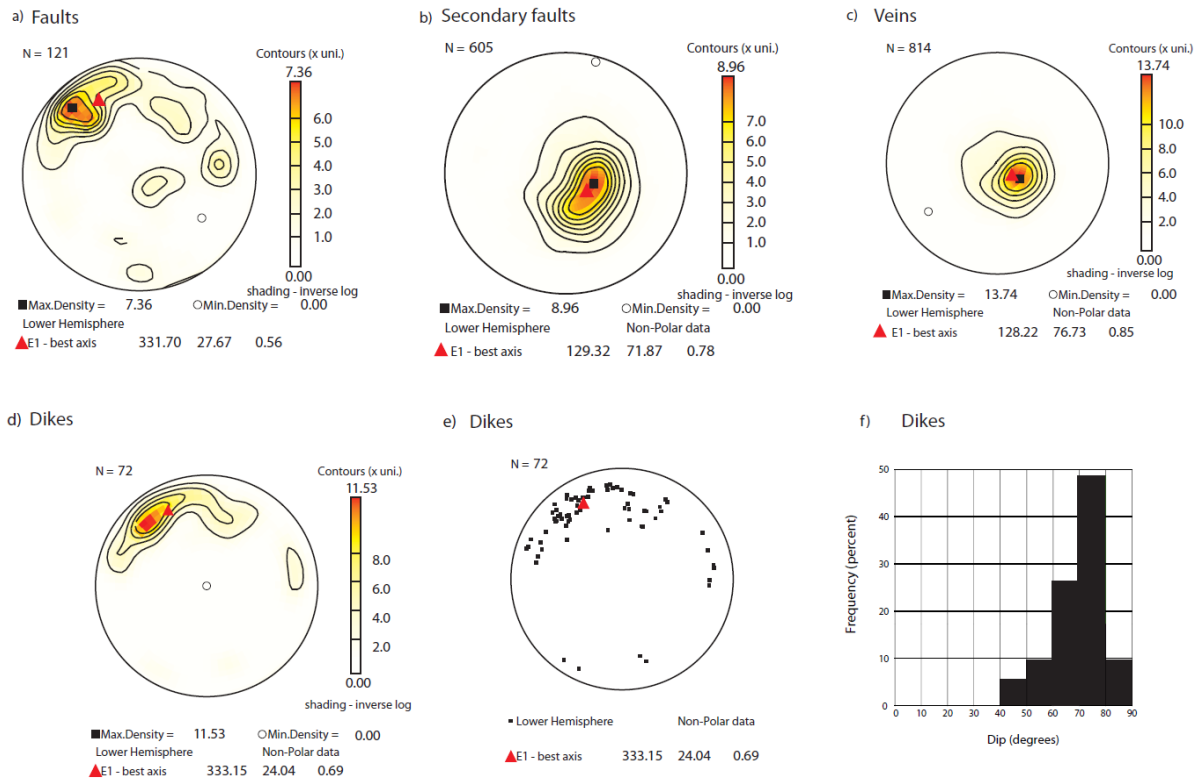 a) Faults
N = 121
Contours (x uni.)
7.36
6.0
5.0
4.0
3.0
2.0
1.0
0.00
shading - inverse log
Max.Density = 7.36 Min.Density = 0.00
Lower Hemisphere
E1 - best axis 331.70 27.67 0.56
b) Secondary faults
N = 605
Contours (x uni.)
8.96
7.0
6.0
5.0
4.0
3.0
2.0
1.0
0.00
shading - inverse log
Max.Density = 8.96 Min.Density = 0.00
Lower Hemisphere Non-Polar data
E1 - best axis 129.32 71.87 0.78
c) Veins
N = 814
Contours (x uni.)
13.74
10.0
8.0
6.0
4.0
2.0
0.00
shading - inverse log
Max.Density = 13.74 Min.Density = 0.00
Lower Hemisphere Non-Polar data
E1 - best axis 128.22 76.73 0.85
d) Dikes
N = 72
Contours (x uni.)
11.53
8.0
6.0
4.0
2.0
0.00
shading - inverse log
Max.Density = 11.53 Min.Density = 0.00
Lower Hemisphere Non-Polar data
E1 - best axis 333.15 24.04 0.69
e) Dikes
N = 72
Lower Hemisphere Non-Polar data
E1 - best axis 333.15 24.04 0.69
f) Dikes
Frequency (percent)
50
40
30
20
10
0
0 10 20 30 40 50 60 70 80 90
Dip (degrees)